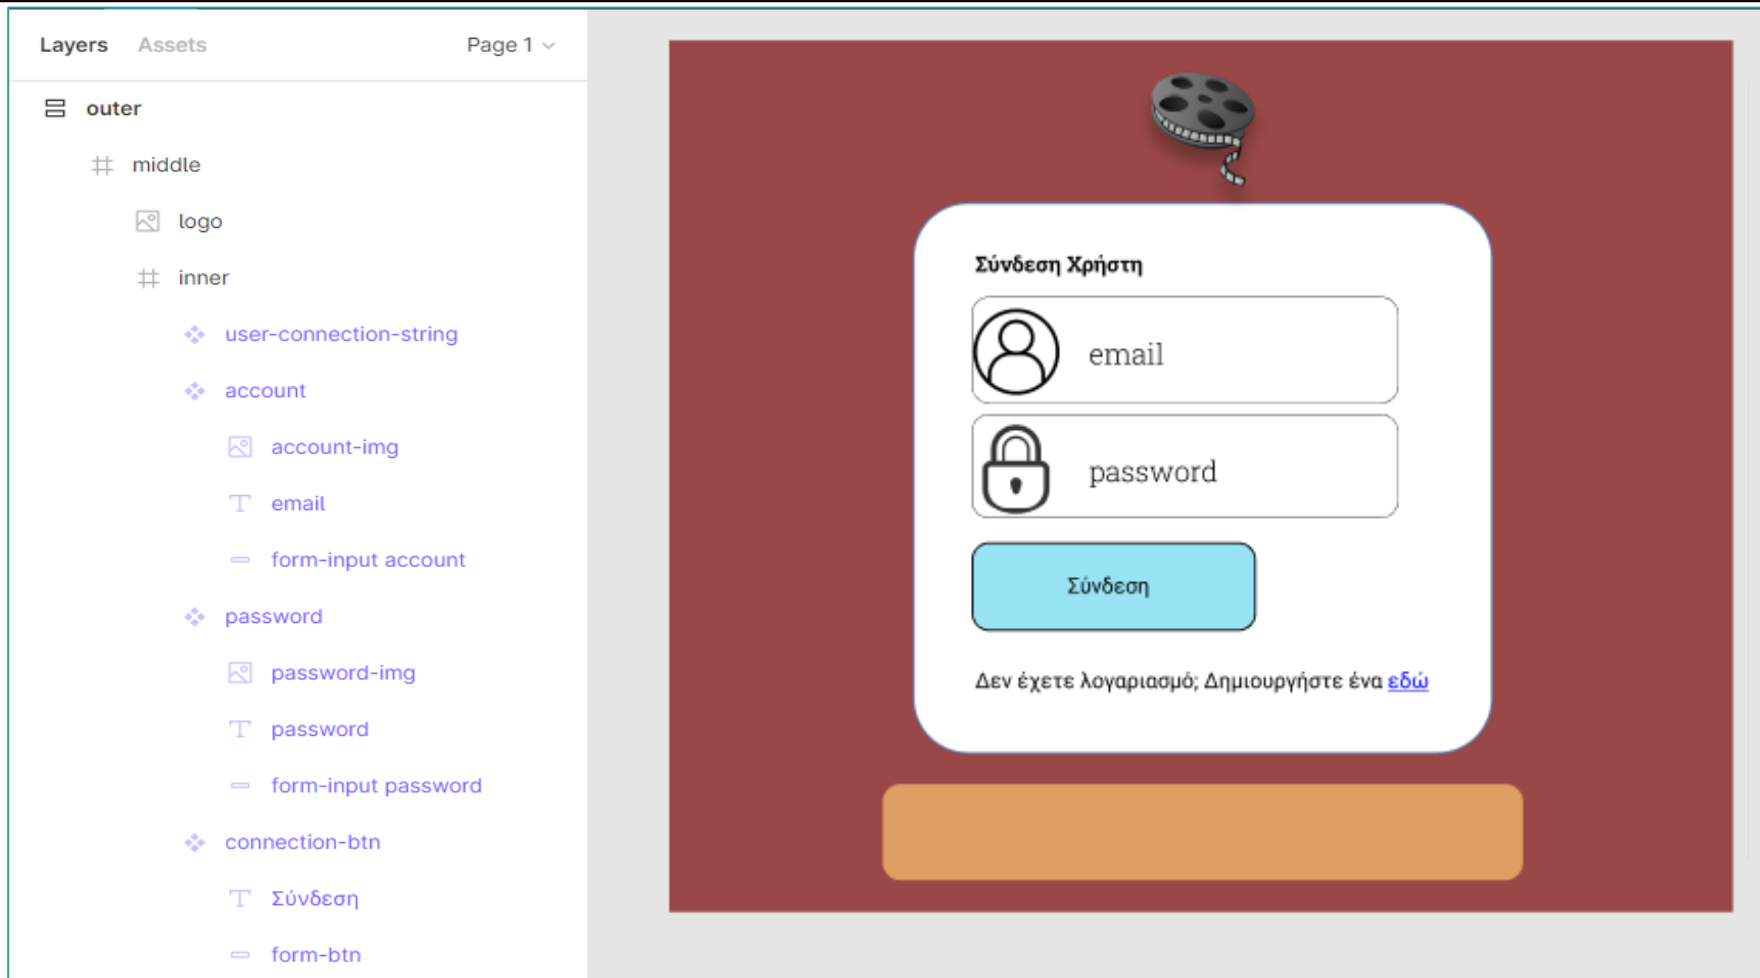 Layers Assets Page 1
outer
middle
logo
inner
user-connection-string
account
account-img
email
form-input account
password
password-img
password
form-input password
connection-btn
Σύνδεση
form-btn
Σύνδεση Χρήστη
email
password
Σύνδεση
Δεν έχετε λογαριασμό; Δημιουργήστε ένα εδώ